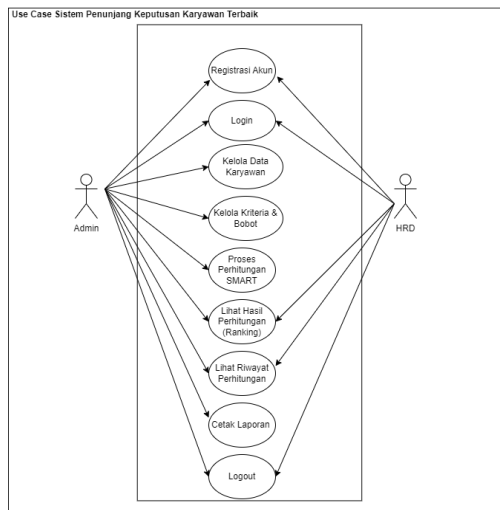 Use Case Sistem Penunjang Keputusan Karyawan Terbaik
Registrasi Akun
Login
Kelola Data
Karyawan
Admin
HRD
Kelola Kriteria &
Bobot
Proses
Perhitungan
SMART
Lihat Hasil
Perhitungan
(Ranking)
Lihat Riwayat
Perhitungan
Cetak Laporan
Logout